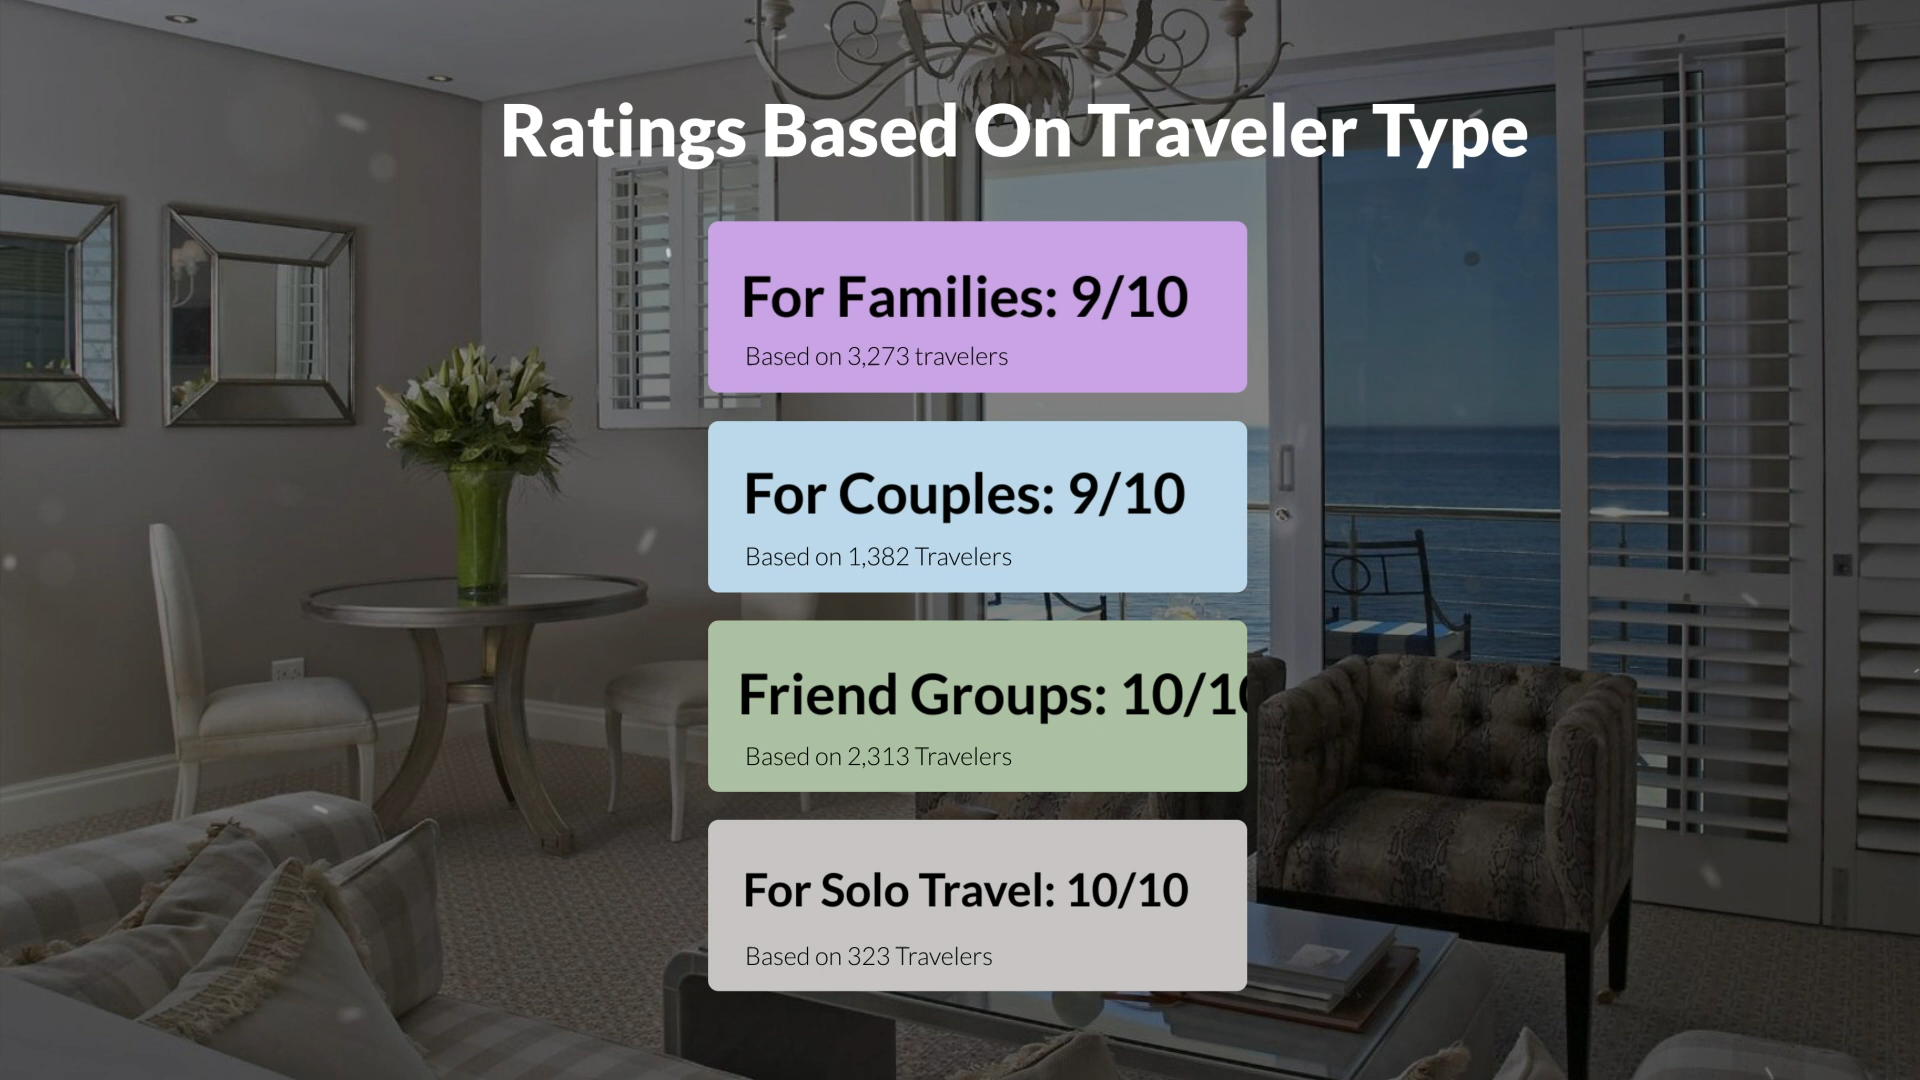 Ratings Based On Traveler Type
For Families: 9/10
Based on 3,273 travelers
For Couples: 9/10
Based on 1,382 Travelers
Friend Groups: 10/10
Based on 2,313 Travelers
For Solo Travel: 10/10
Based on 323 Travelers